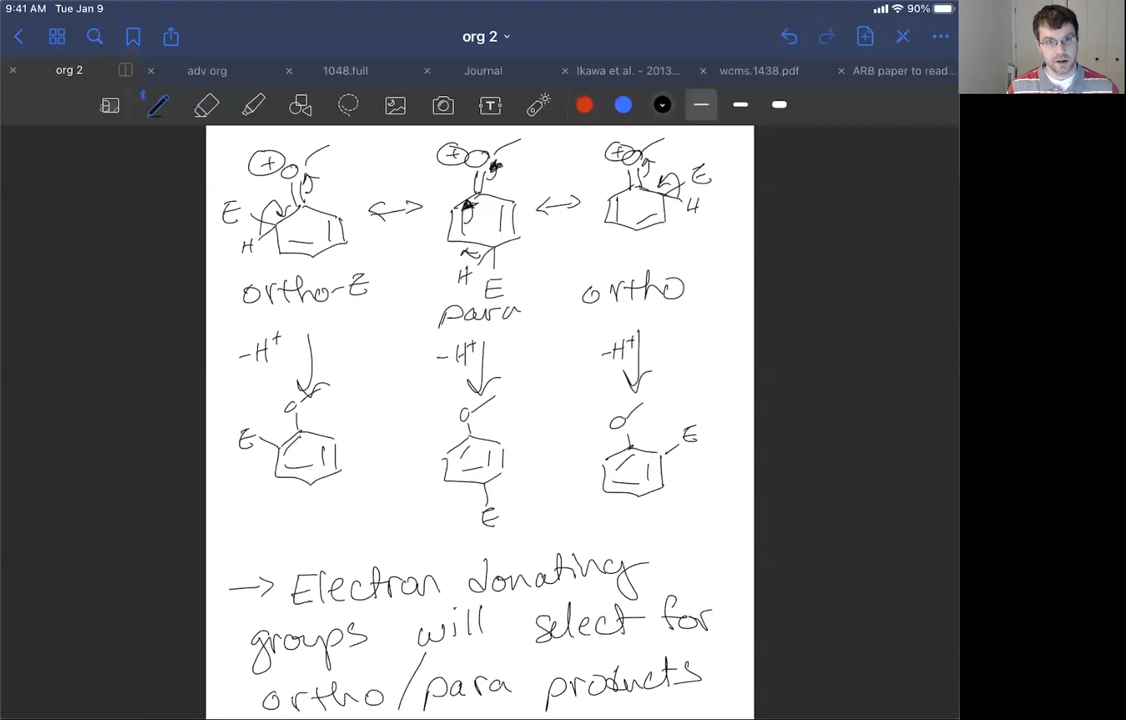 9:41 AM Tue Jan 9
90%
org 2
org 2
adv org
1048.full
Journal
Ikawa et al. - 2013...
wcms.1438.pdf
ARB paper to read...
T
+ O
+ O
+ O
E
E
H
H
H
E
ortho-E
para
ortho
-H+
-H+
-H+
O
O
O
E
E
E
→ Electron donating
groups will select for
ortho/para products